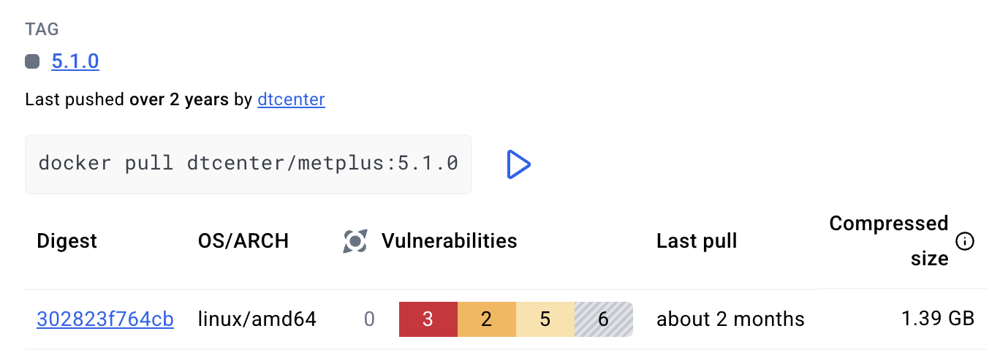 TAG
5.1.0
Last pushed over 2 years by dtcenter
docker pull dtcenter/metplus:5.1.0
Digest OS/ARCH Vulnerabilities Last pull Compressed size
302823f764cb linux/amd64 0 3 2 5 6 about 2 months 1.39 GB